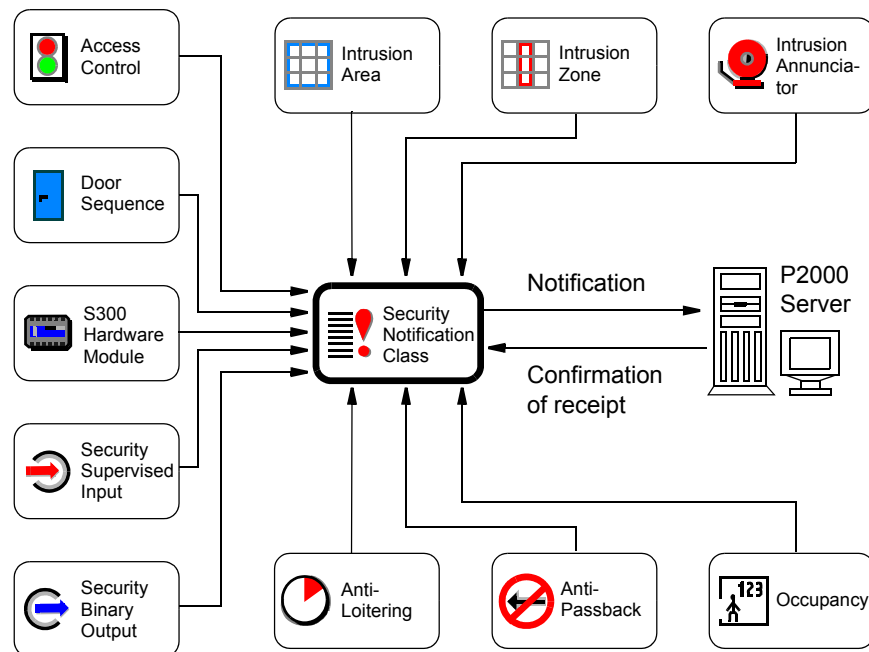 Access
Control
Intrusion
Area
Intrusion
Zone
Intrusion
Annuncia-
tor
Door
Sequence
S300
Hardware
Module
Security
Notification
Class
Notification
Confirmation
of receipt
P2000
Server
Security
Supervised
Input
Security
Binary
Output
Anti-
Loitering
Anti-
Passback
123
Occupancy